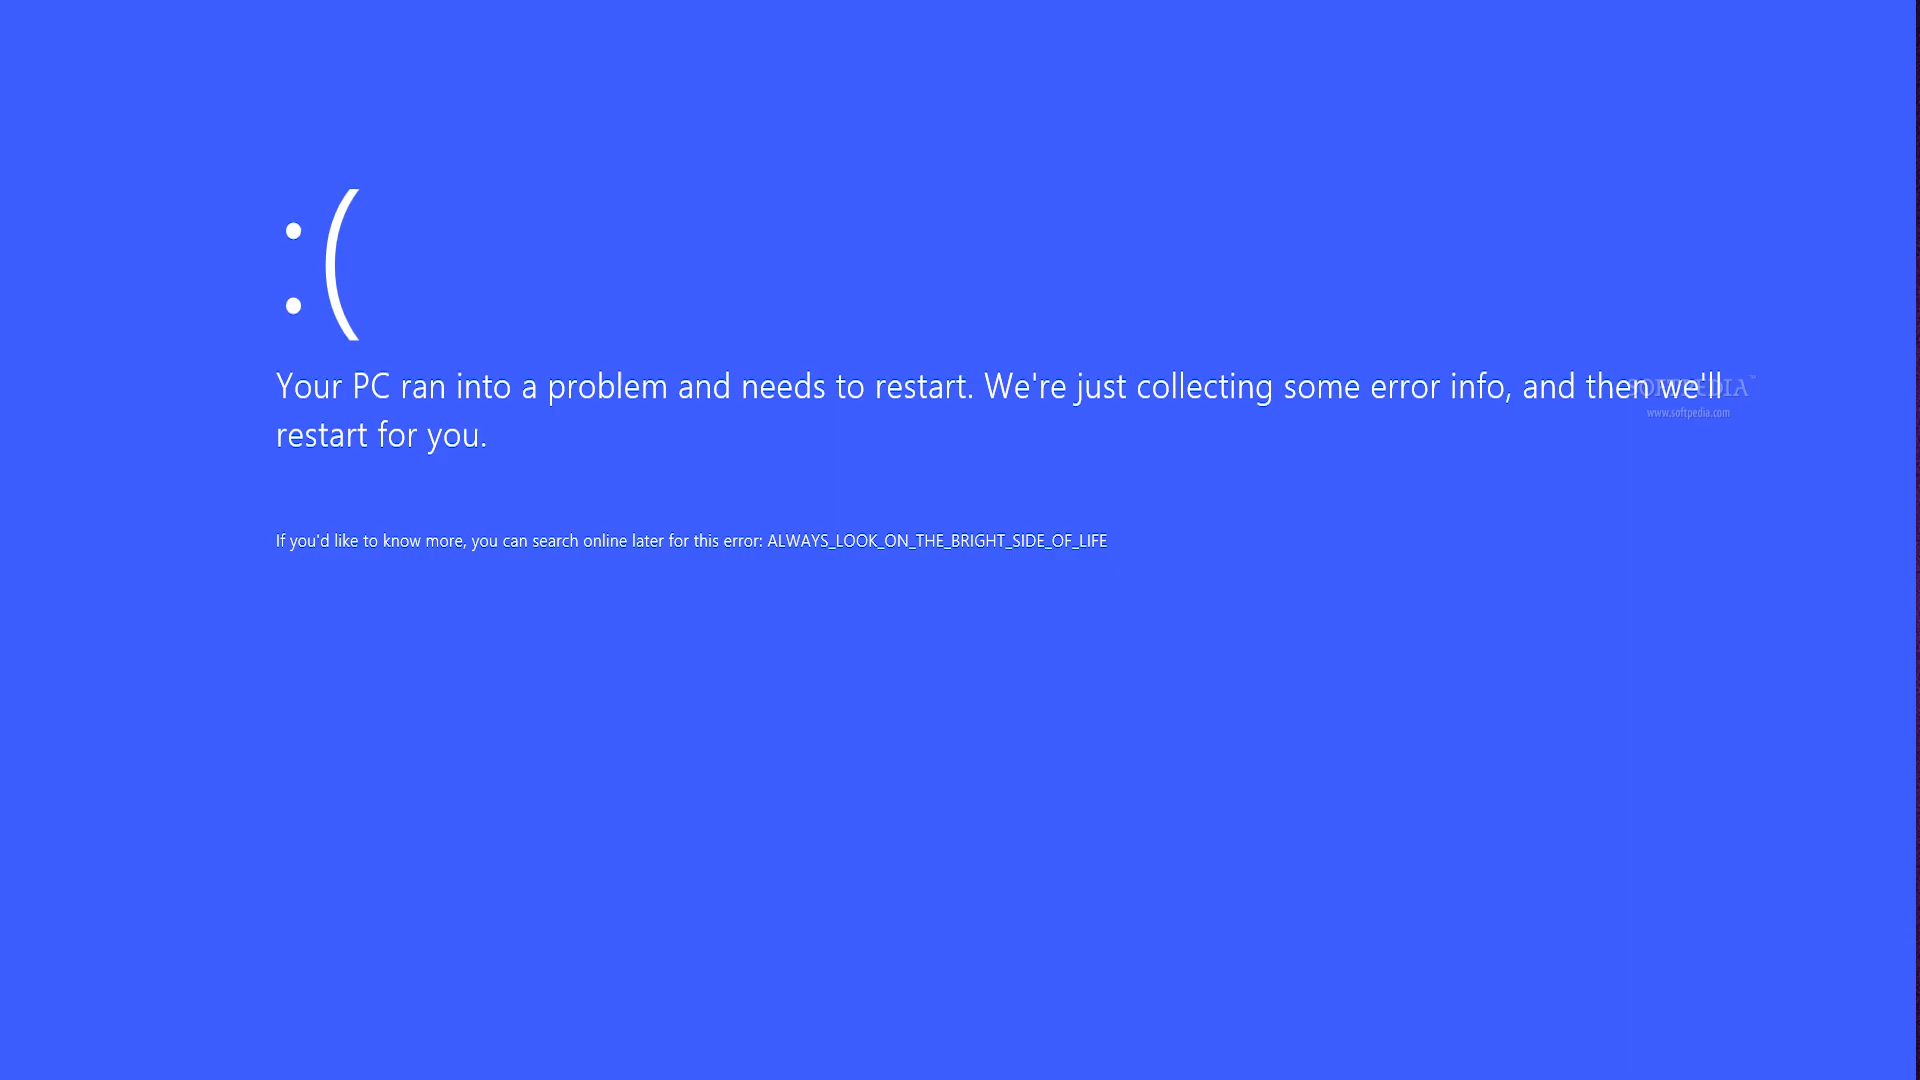 :(
Your PC ran into a problem and needs to restart. We're just collecting some error info, and then we'll
SOFTPEDIA™
www.softpedia.com
restart for you.
If you'd like to know more, you can search online later for this error: ALWAYS_LOOK_ON_THE_BRIGHT_SIDE_OF_LIFE